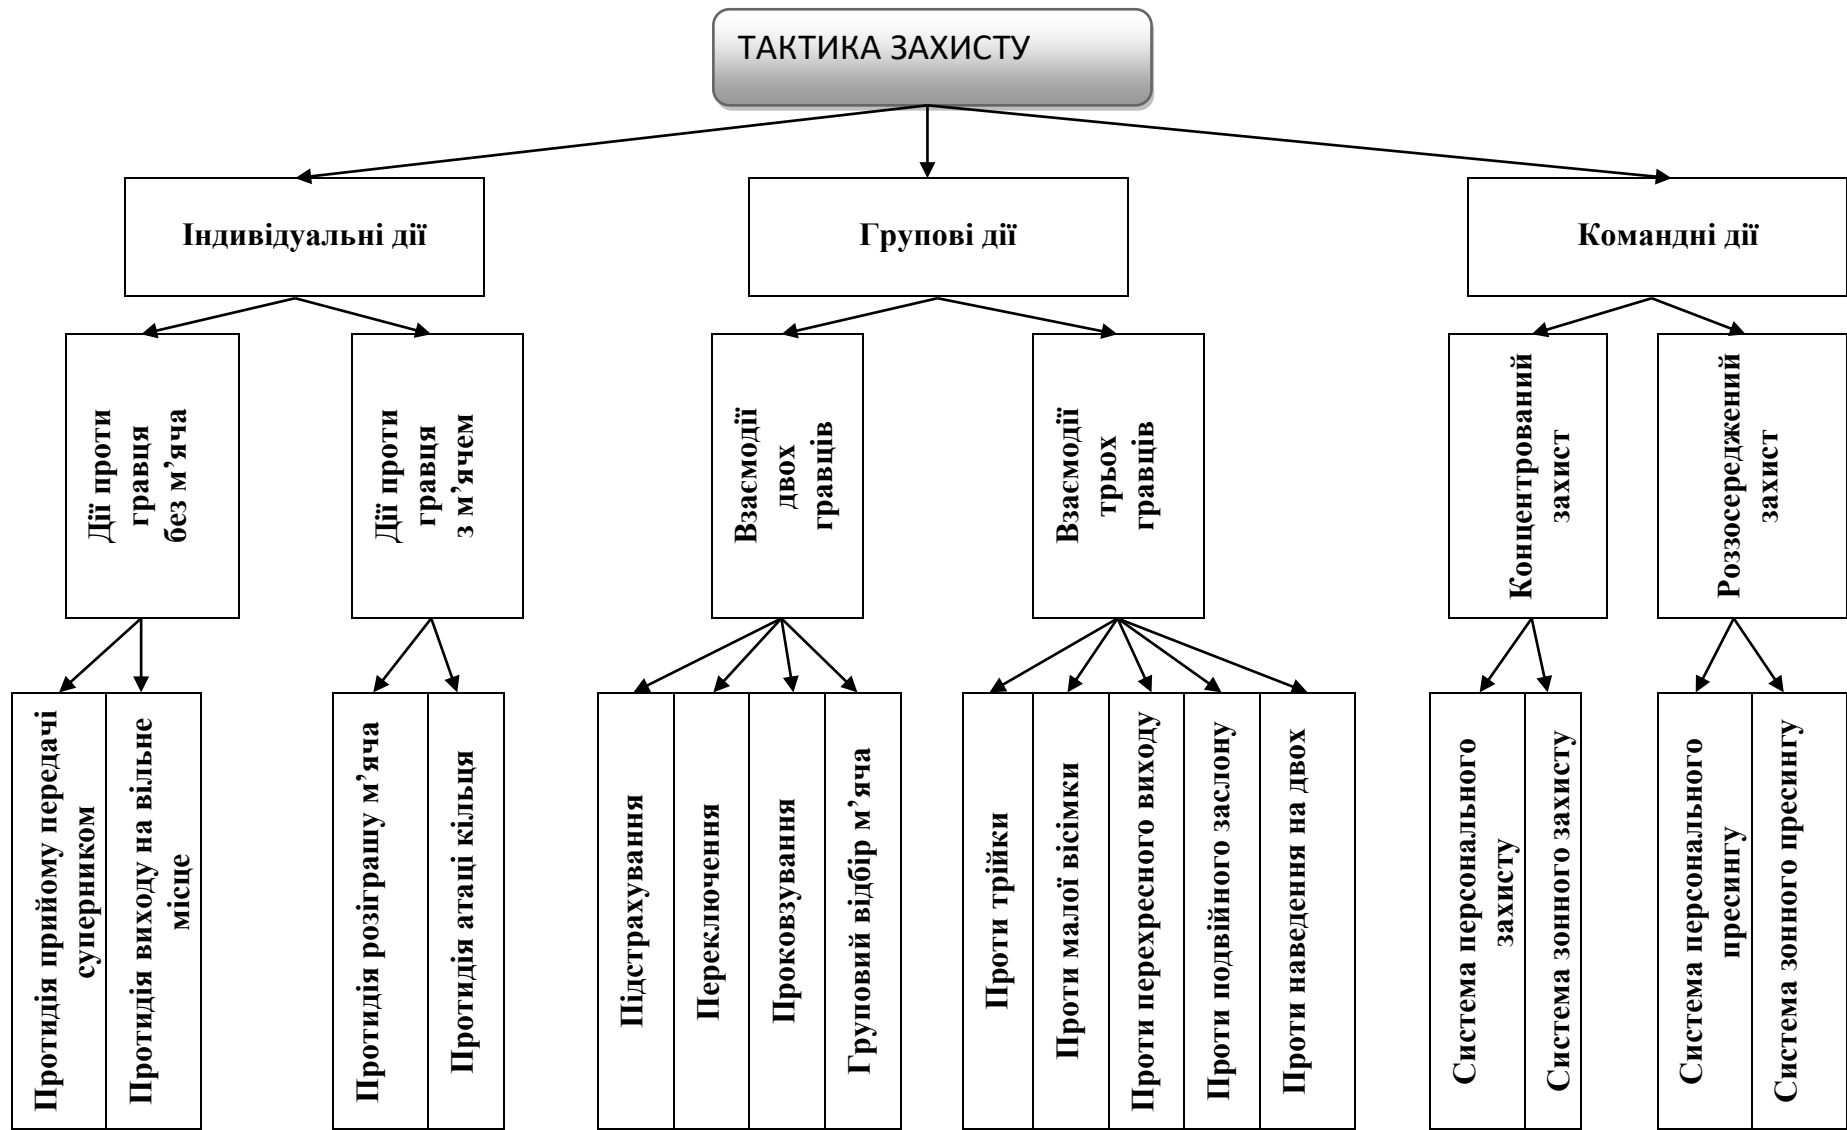 ТАКТИКА ЗАХИСТУ
Індивідуальні дії
Групові дії
Командні дії
Дії проти
гравця
без м’яча
Дії проти
гравця
з м’ячем
Взаємодії
двох
гравців
Взаємодії
трьох
гравців
Концентрований
захист
Роззосереджений
захист
Протидія прийому передачі
суперником
Протидія виходу на вільне
місце
Протидія розіграшу м’яча
Протидія атаці кільця
Підстрахування
Переключення
Проковзування
Груповий відбір м’яча
Проти трійки
Проти малої вісімки
Проти перехресного виходу
Проти подвійного заслону
Проти наведення на двох
Система персонального
захисту
Система зонного захисту
Система персонального
пресингу
Система зонного пресингу